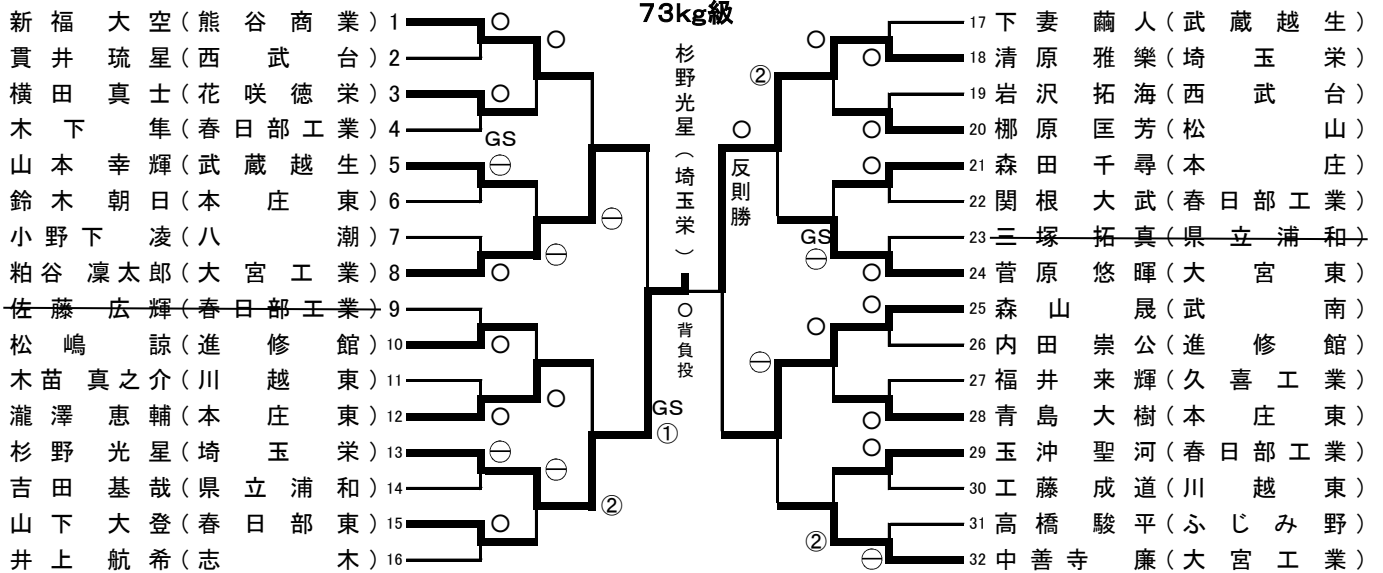 73kg級
新福大空(熊谷商業) 1
貫井琉星(西武台) 2
横田真士(花咲徳栄) 3
木下隼(春日部工業) 4
山本幸輝(武蔵越生) 5
鈴木朝日(本庄東) 6
小野下凌(八潮) 7
粕谷凜太郎(大宮工業) 8
佐藤広輝(春日部工業) 9
松嶋諒(進修館) 10
木苗真之介(川越東) 11
瀧澤恵輔(本庄東) 12
杉野光星(埼玉栄) 13
吉田基哉(県立浦和) 14
山下大登(春日部東) 15
井上航希(志木) 16
○
○
○
GS
㊀
○
㊀
㊀
○
○
○
㊀
㊀
○
②
GS
①
杉野光星(埼玉栄)
○背負投
○
反則勝
②
○
○
○
○
GS
㊀
○
○
○
㊀
○
○
②
㊀
17 下妻繭人(武蔵越生)
18 清原雅樂(埼玉栄)
19 岩沢拓海(西武台)
20 梛原匡芳(松山)
21 森田千尋(本庄)
22 関根大武(春日部工業)
23 三塚拓真(県立浦和)
24 菅原悠暉(大宮東)
25 森山晟(武南)
26 内田崇公(進修館)
27 福井来輝(久喜工業)
28 青島大樹(本庄東)
29 玉沖聖河(春日部工業)
30 工藤成道(川越東)
31 高橋駿平(ふじみ野)
32 中善寺廉(大宮工業)